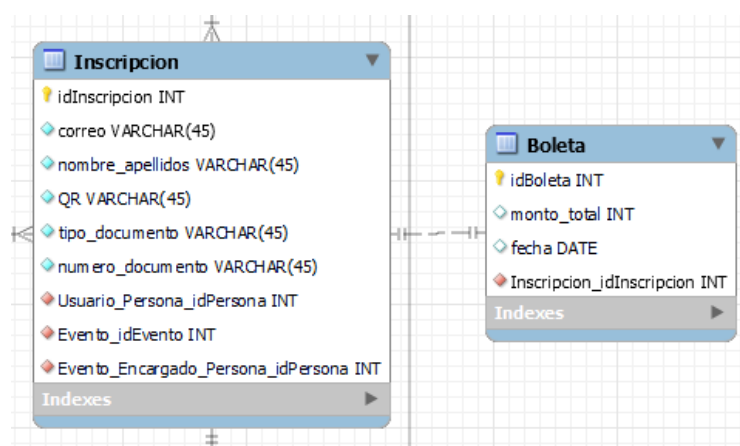 Inscripcion
idInscripcion INT
correo VARCHAR(45)
nombre_apellidos VARCHAR(45)
QR VARCHAR(45)
tipo_documento VARCHAR(45)
numero_documento VARCHAR(45)
Usuario_Persona_idPersona INT
Evento_idEvento INT
Evento_Encargado_Persona_idPersona INT
Indexes
Boleta
idBoleta INT
monto_total INT
fecha DATE
Inscripcion_idInscripcion INT
Indexes